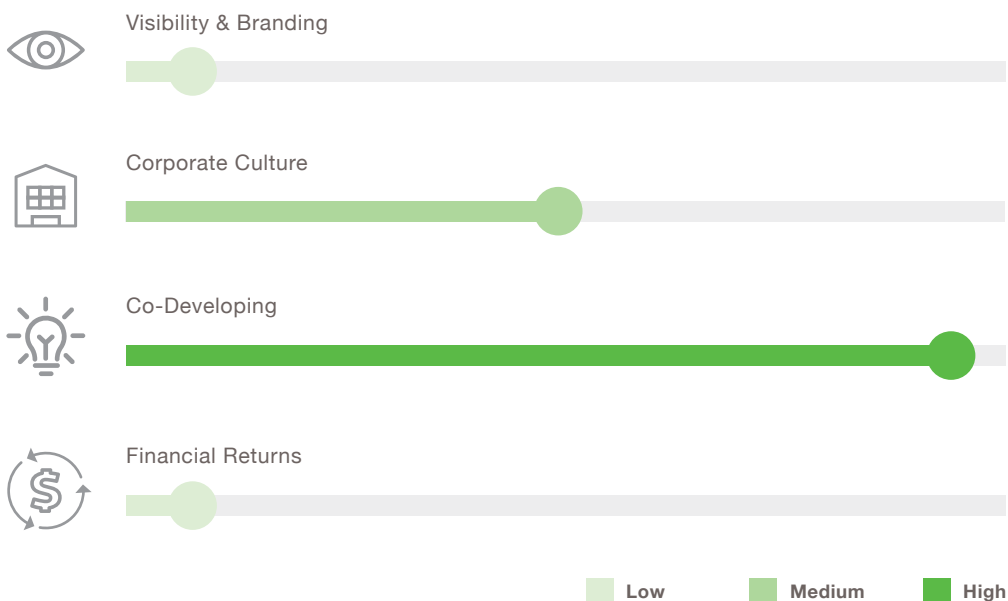 Visibility & Branding
Corporate Culture
Co-Developing
Financial Returns
Low Medium High